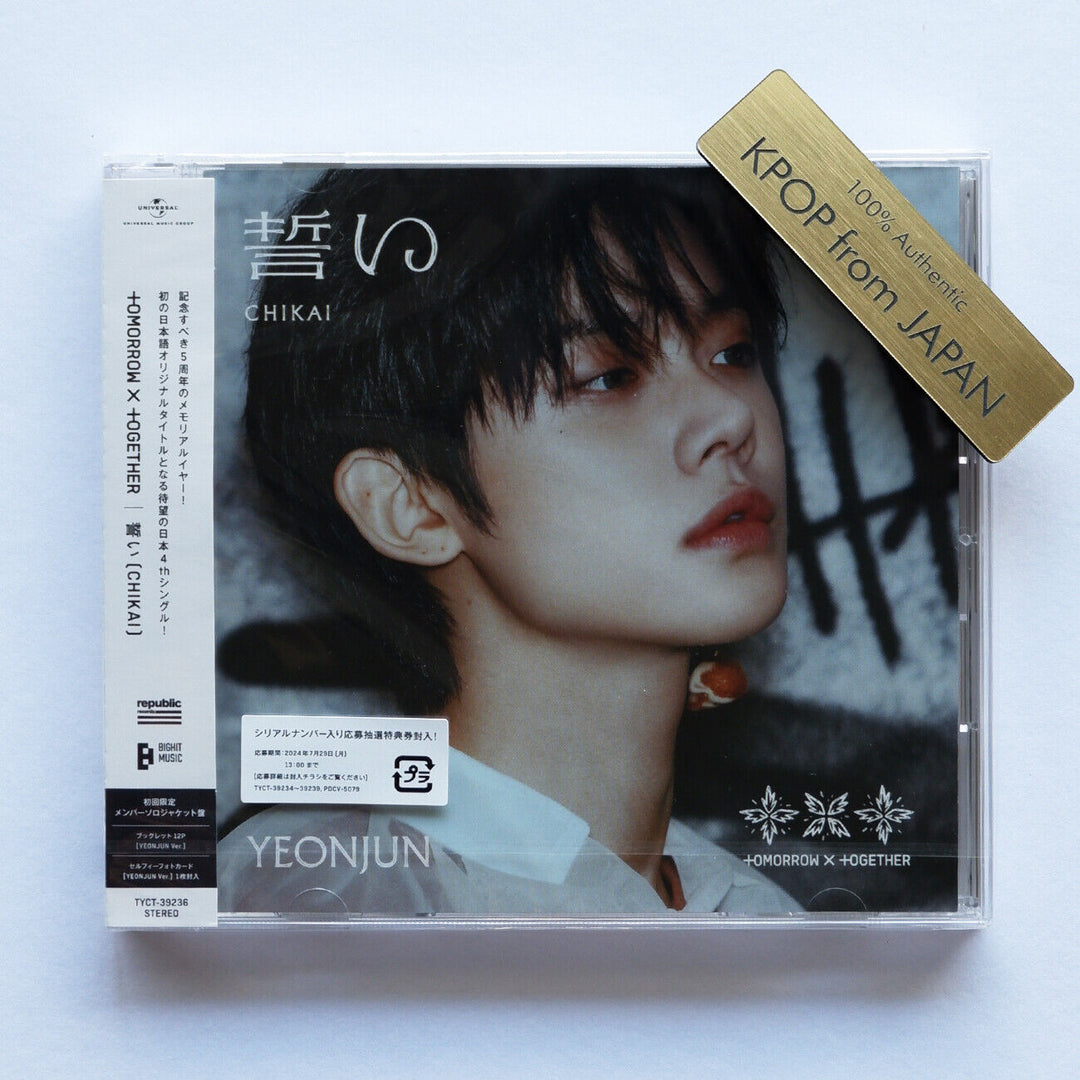 UNIVERSAL
UNIVERSAL MUSIC GROUP
記念すべき5周年のメモリアルイヤー!
初の日本語オリジナルタイトルとなる待望の日本4thシングル!
TOMORROW X TOGETHER | 誓い (CHIKAI)
republic
records
BIGHIT
MUSIC
初回限定
メンバーソロジャケット盤
ブックレット12P
[YEONJUN Ver.]
セルフィーフォトカード
[YEONJUN Ver.] 1枚封入
TYCT-39236
STEREO
誓い
CHIKAI
100% Authentic
KPOP from JAPAN
シリアルナンバー入り応募抽選特典券封入!
応募期間:2024年7月29日(月)
13:00 まで
[応募詳細は封入チラシをご覧ください]
TYCT-39234~39239, PDCV-5079
プラ
YEONJUN
TOMORROW X TOGETHER